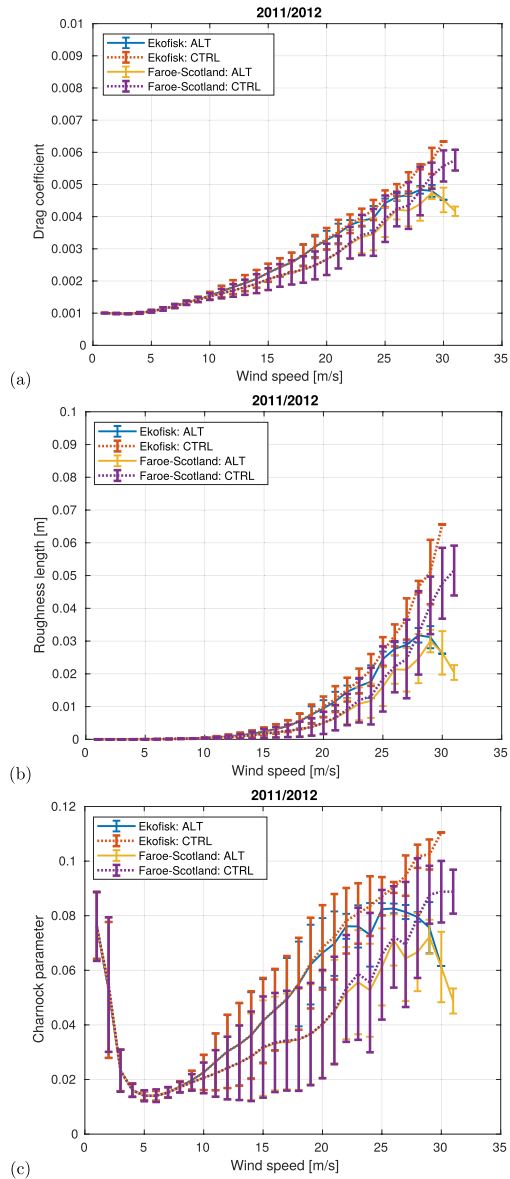 2011/2012
0.01
0.009
0.008
0.007
0.006
0.005
0.004
0.003
0.002
0.001
0
Drag coefficient
Ekofisk: ALT
Ekofisk: CTRL
Faroe-Scotland: ALT
Faroe-Scotland: CTRL
0 5 10 15 20 25 30 35
Wind speed [m/s]
(a)
2011/2012
0.1
0.09
0.08
0.07
0.06
0.05
0.04
0.03
0.02
0.01
0
Roughness length [m]
Ekofisk: ALT
Ekofisk: CTRL
Faroe-Scotland: ALT
Faroe-Scotland: CTRL
0 5 10 15 20 25 30 35
Wind speed [m/s]
(b)
2011/2012
0.12
0.1
0.08
0.06
0.04
0.02
0
Charnock parameter
Ekofisk: ALT
Ekofisk: CTRL
Faroe-Scotland: ALT
Faroe-Scotland: CTRL
0 5 10 15 20 25 30 35
Wind speed [m/s]
(c)